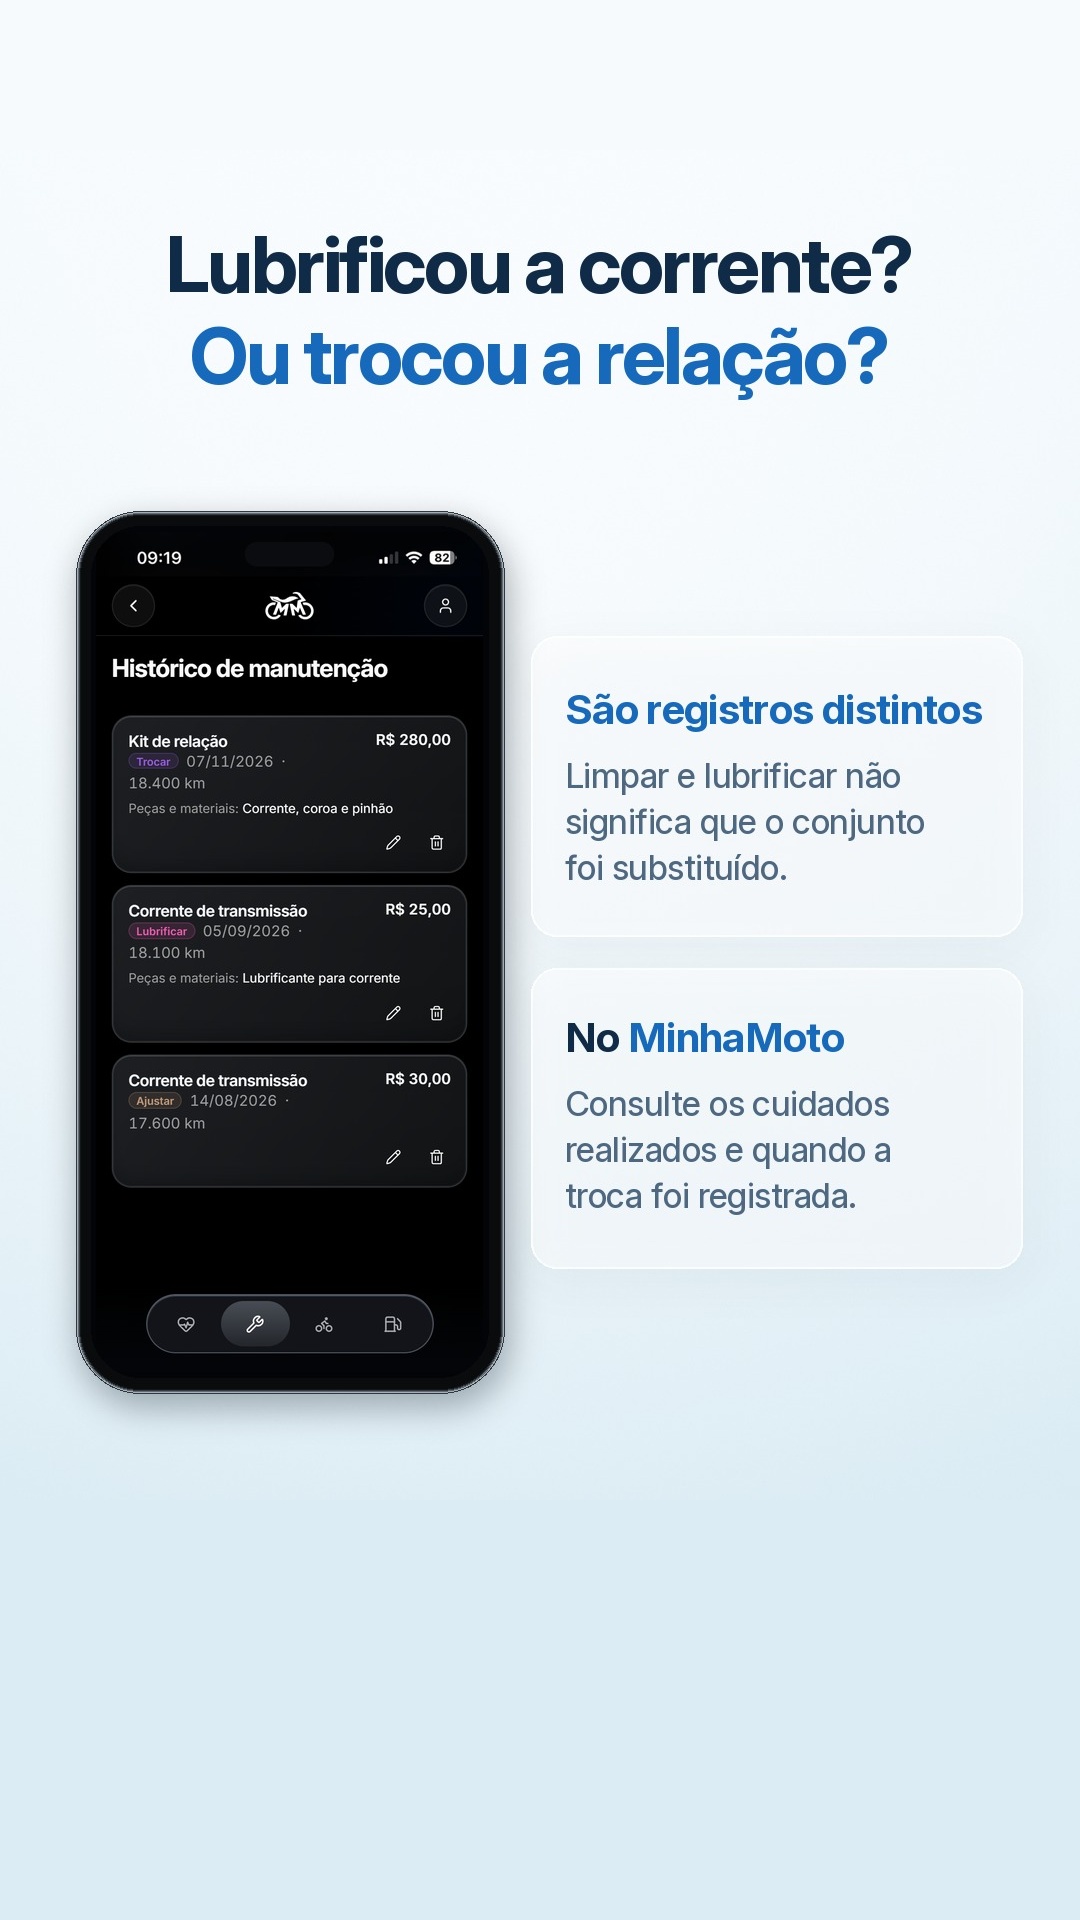 Lubrificou a corrente?
Ou trocou a relação?
09:19
82
MM
Histórico de manutenção
Kit de relação R$ 280,00
Trocar 07/11/2026 ·
18.400 km
Peças e materiais: Corrente, coroa e pinhão
Corrente de transmissão R$ 25,00
Lubrificar 05/09/2026 ·
18.100 km
Peças e materiais: Lubrificante para corrente
Corrente de transmissão R$ 30,00
Ajustar 14/08/2026 ·
17.600 km
São registros distintos
Limpar e lubrificar não
significa que o conjunto
foi substituído.
No MinhaMoto
Consulte os cuidados
realizados e quando a
troca foi registrada.